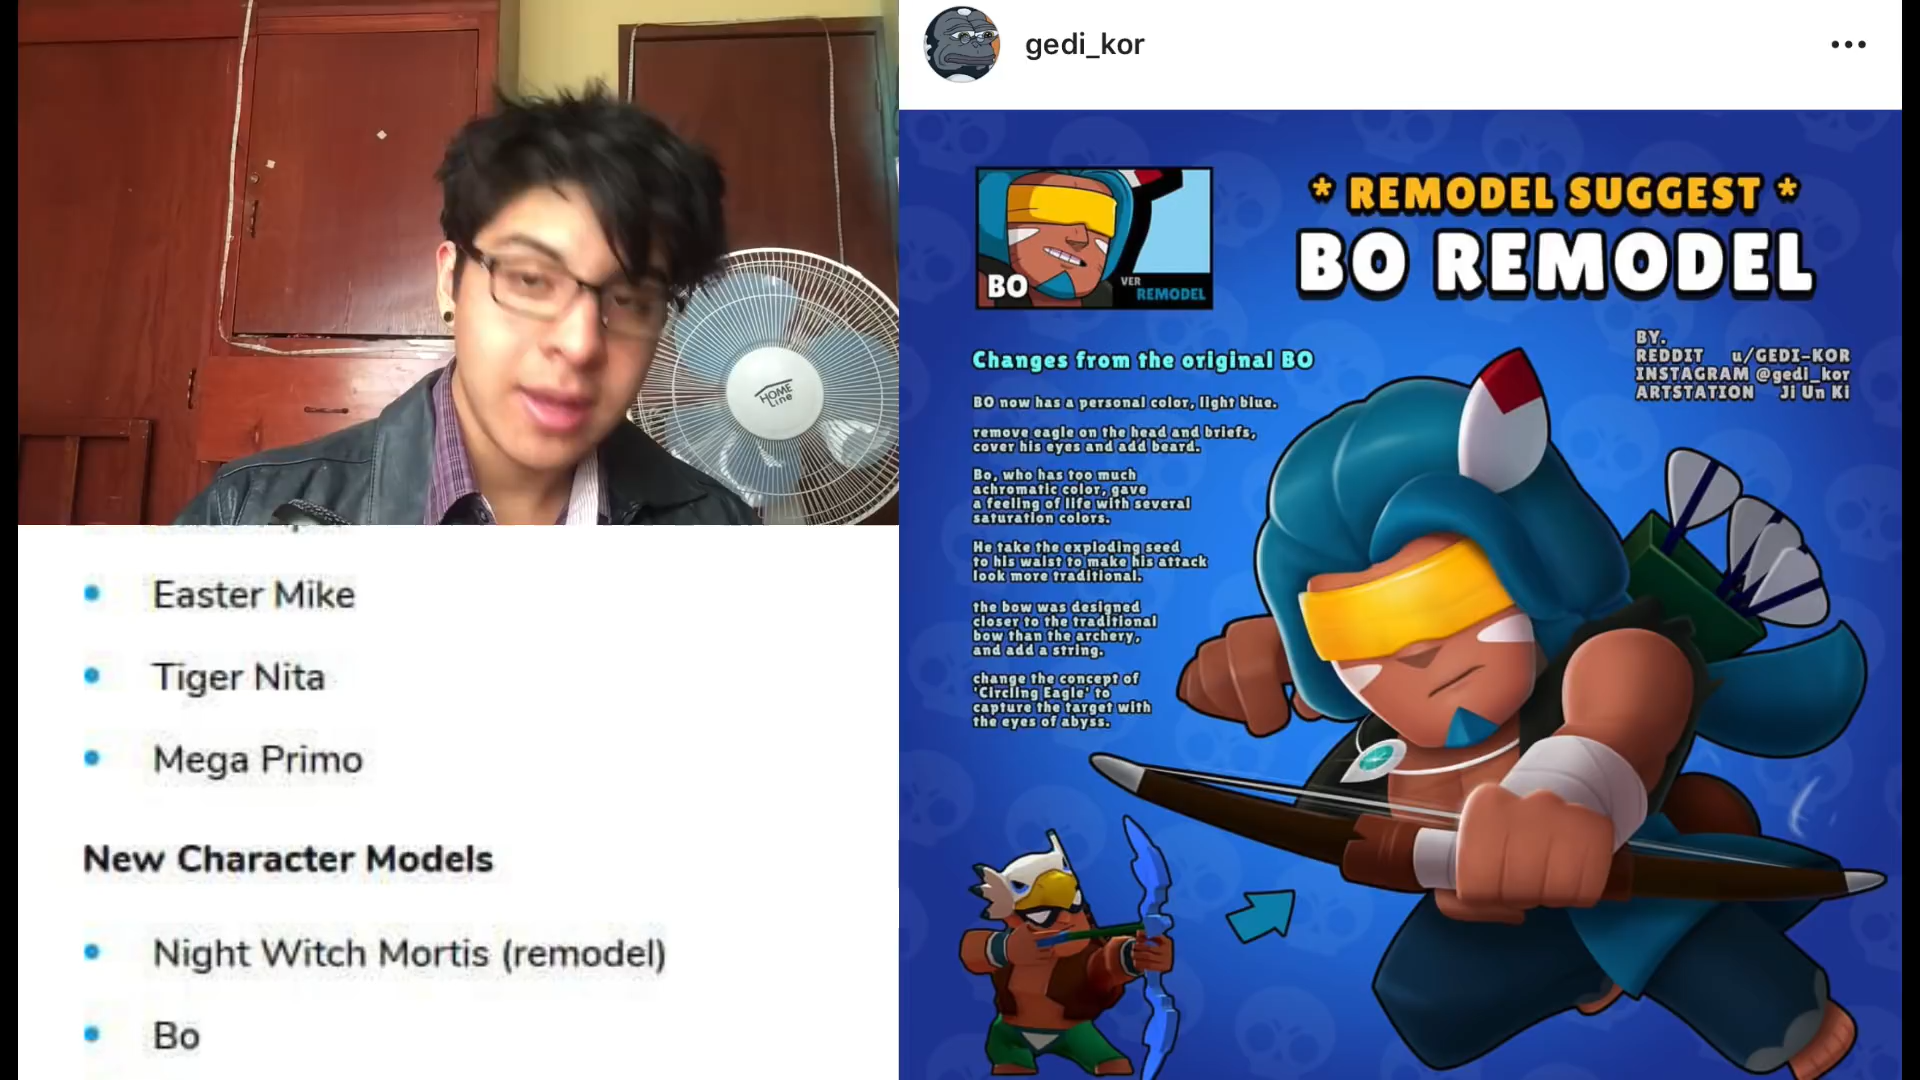 gedi_kor
HOME
Line
BO
VER
REMODEL
* REMODEL SUGGEST *
BO REMODEL
BY.
REDDIT u/GEDI-KOR
INSTAGRAM @gedi_kor
ARTSTATION Ji Un Ki
Changes from the original BO
BO now has a personal color, light blue.
remove eagle on the head and briefs,
cover his eyes and add beard.
Bo, who has too much
achromatic color, gave
a feeling of life with several
saturation colors.
He take the exploding seed
to his waist to make his attack
look more traditional.
the bow was designed
closer to the traditional
bow than the archery,
and add a string.
change the concept of
'Circling Eagle' to
capture the target with
the eyes of abyss.
Easter Mike
Tiger Nita
Mega Primo
New Character Models
Night Witch Mortis (remodel)
Bo